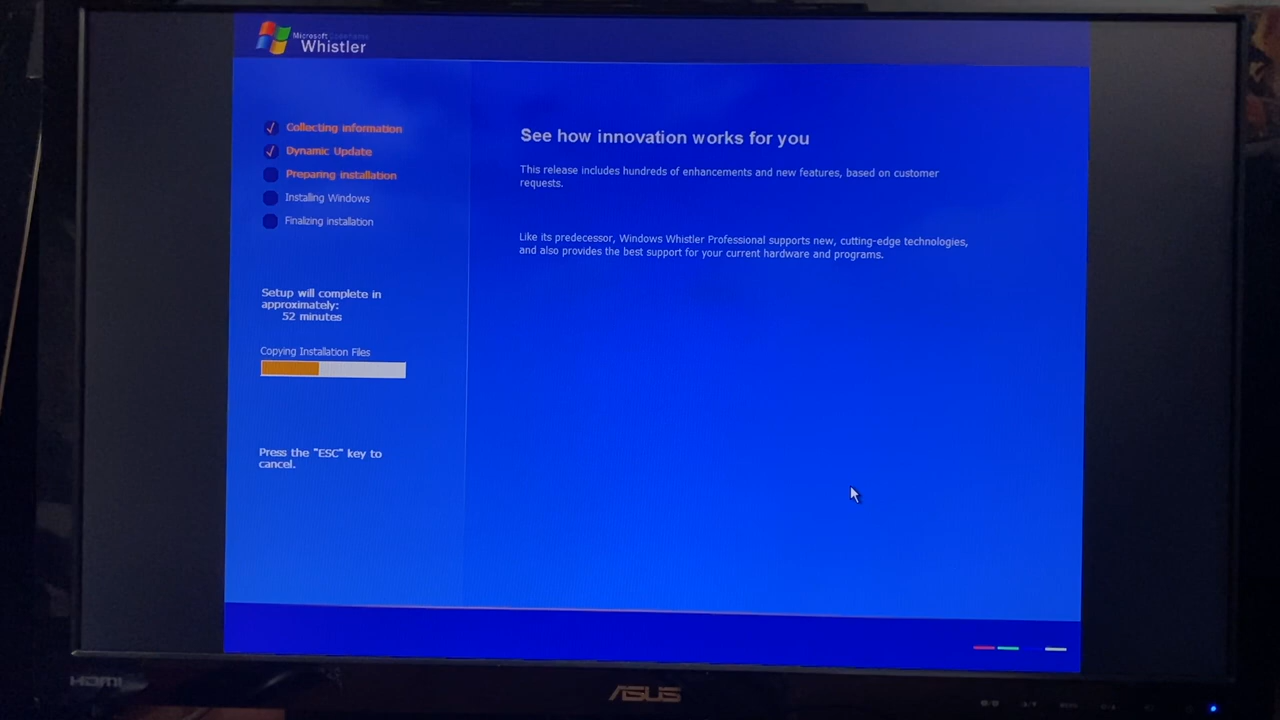 Microsoft Codename
Whistler
Collecting information
Dynamic Update
Preparing installation
Installing Windows
Finalizing installation
Setup will complete in
approximately:
52 minutes
Copying Installation Files
Press the "ESC" key to
cancel.
See how innovation works for you
This release includes hundreds of enhancements and new features, based on customer
requests.
Like its predecessor, Windows Whistler Professional supports new, cutting-edge technologies,
and also provides the best support for your current hardware and programs.
HDMI
ASUS